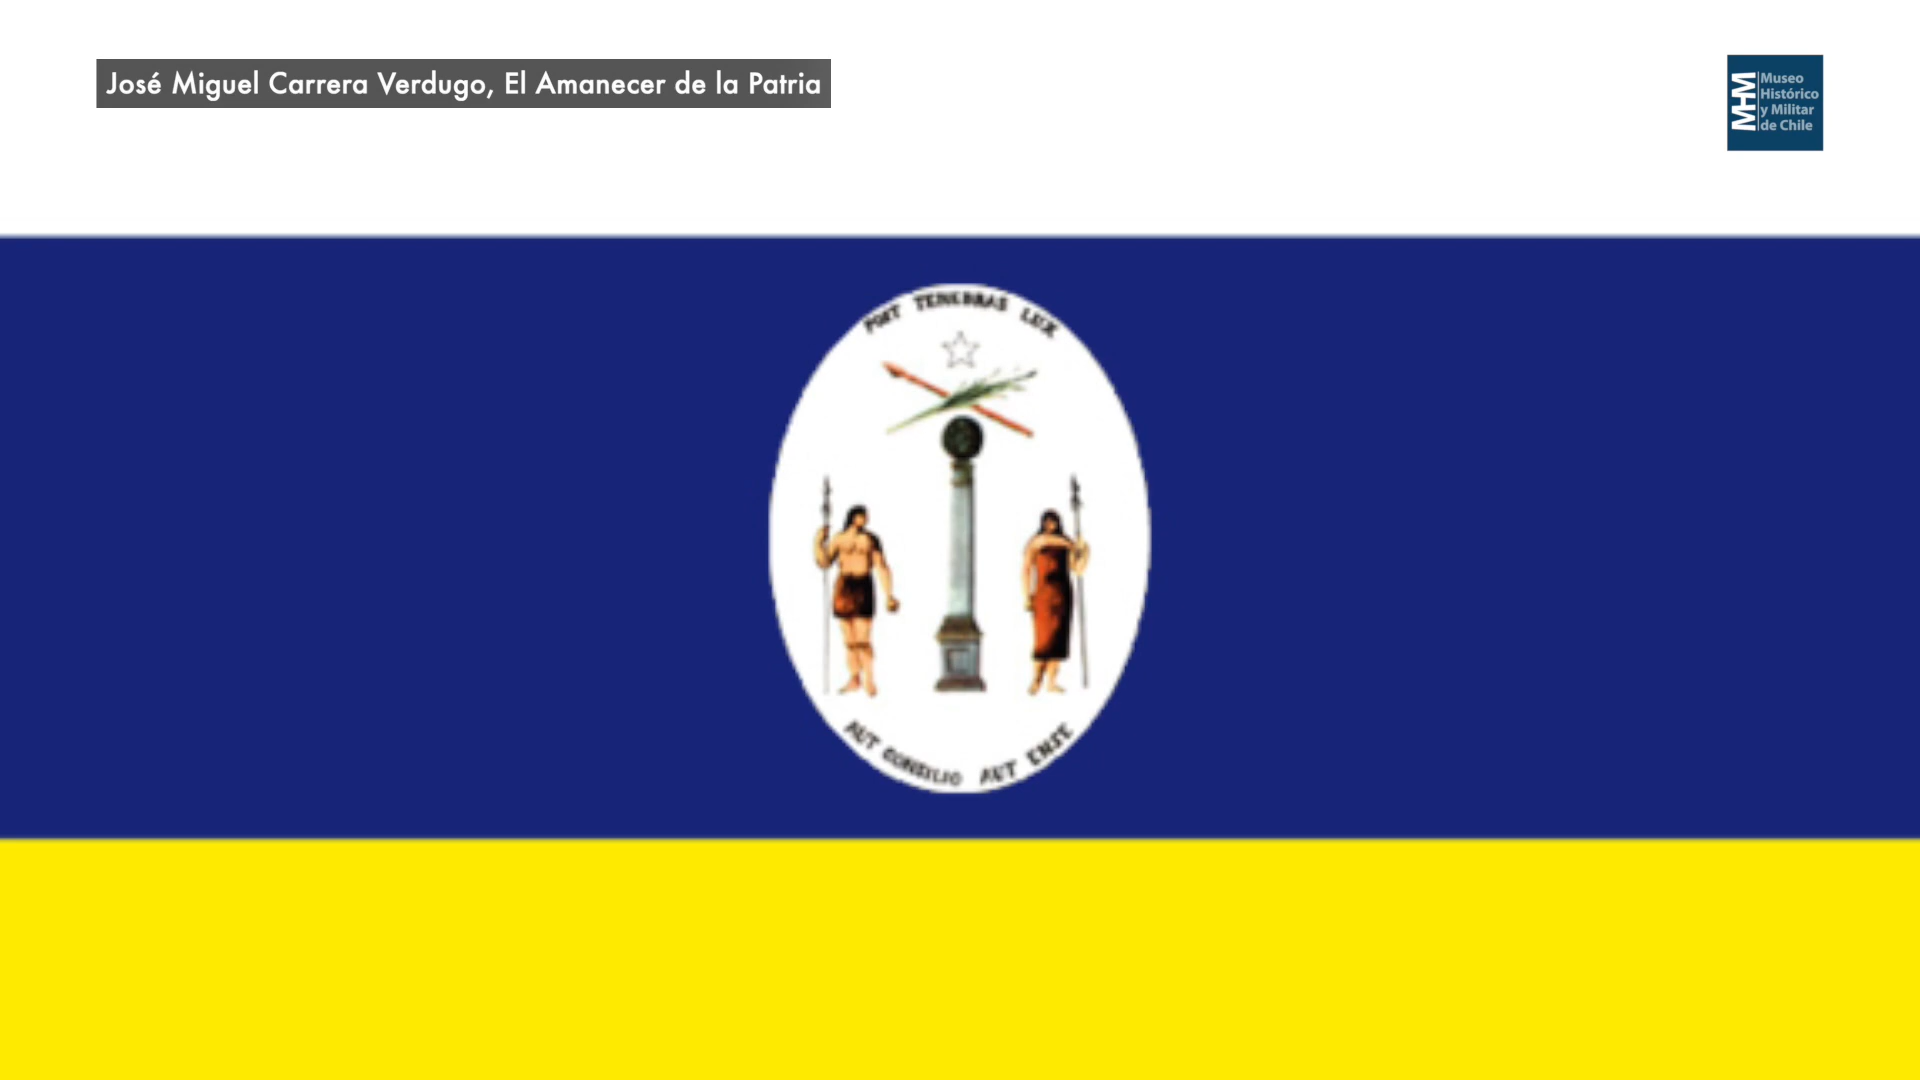 José Miguel Carrera Verdugo, El Amanecer de la Patria
MHM
Museo
Histórico
y Militar
de Chile
POST TENEBRAS LUX
AUT CONSILIO AUT ENSE